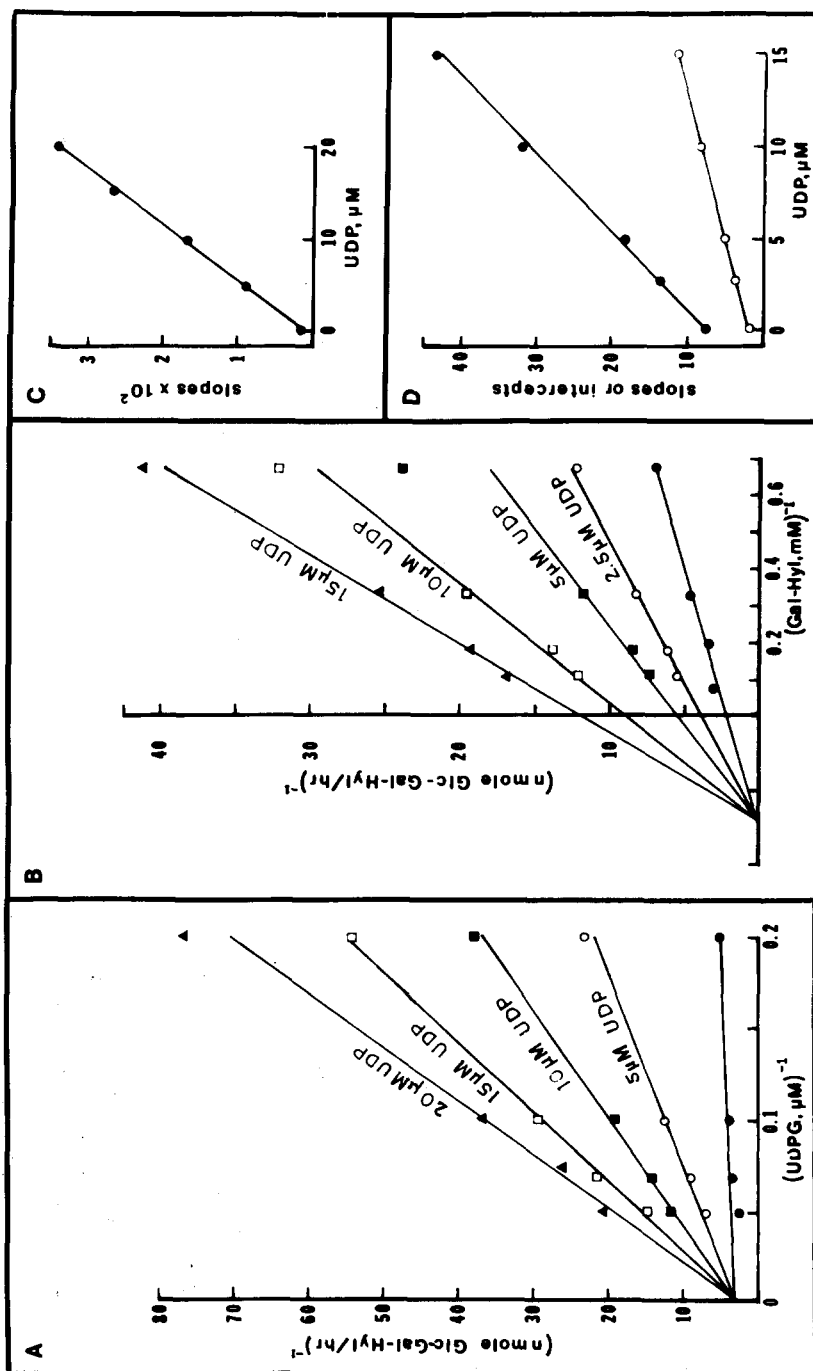 A
(nmole Glc-Gal-Hyl/hr)⁻¹
80
70
60
50
40
30
20
10
20µM UDP
15µM UDP
10µM UDP
5µM UDP
0
0.1
0.2
(UDPG, µM)⁻¹
B
(nmole Glc-Gal-Hyl/hr)⁻¹
40
30
20
10
15µM UDP
10µM UDP
5µM UDP
2.5µM UDP
0.2
0.4
0.6
(Gal-Hyl,mM)⁻¹
C
slopes x 10²
3
2
1
0
10
20
UDP, µM
D
slopes or intercepts
40
30
20
10
0
5
10
15
UDP, µM